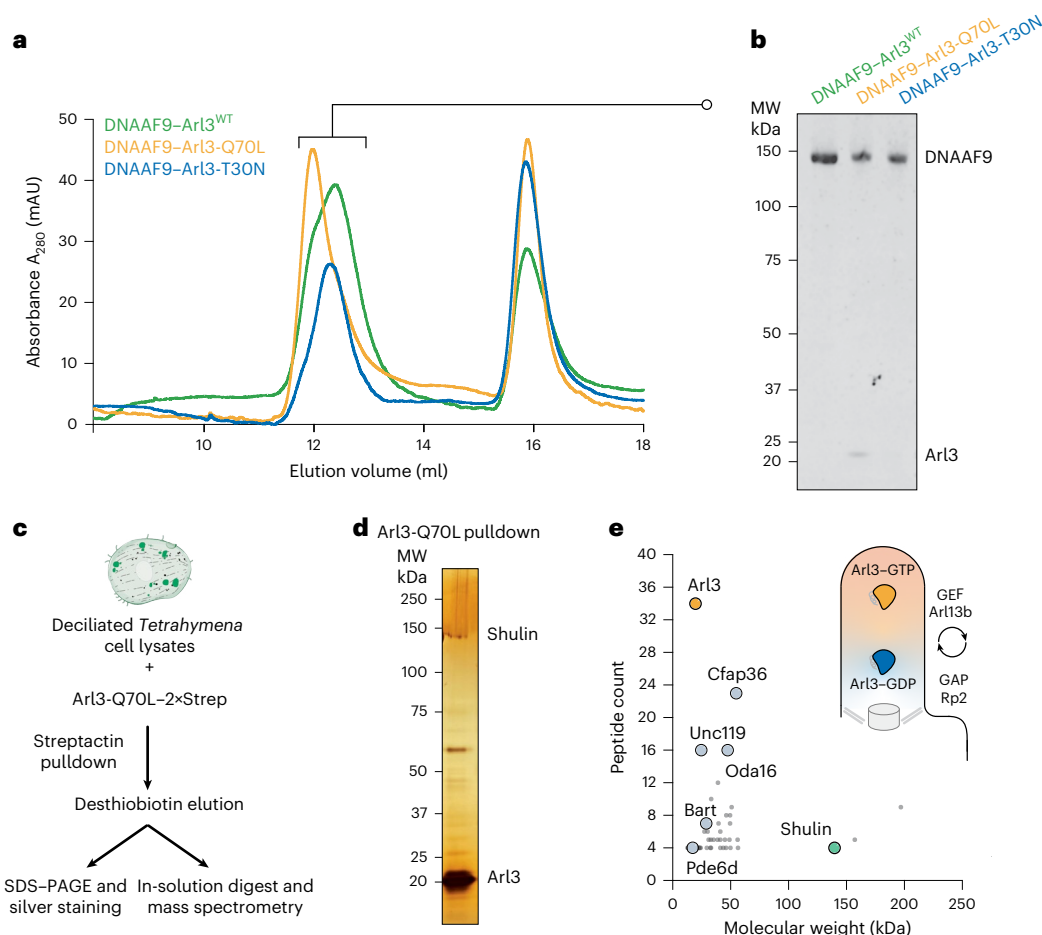 a
DNAAF9–Arl3WT
DNAAF9–Arl3-Q70L
DNAAF9–Arl3-T30N
Absorbance A280 (mAU)
50
40
30
20
10
0
10
12
14
16
18
Elution volume (ml)
b
DNAAF9–Arl3WT
DNAAF9–Arl3-Q70L
DNAAF9–Arl3-T30N
MW
kDa
150
100
75
50
37
25
20
DNAAF9
Arl3
c
Deciliated Tetrahymena
cell lysates
+
Arl3-Q70L–2×Strep
Streptactin
pulldown
Desthiobiotin elution
SDS–PAGE and
silver staining
In-solution digest and
mass spectrometry
d
Arl3-Q70L pulldown
MW
kDa
250
150
100
75
50
37
25
20
Shulin
Arl3
e
Peptide count
40
36
32
28
24
20
16
12
8
4
0
0
50
100
150
200
250
Molecular weight (kDa)
Arl3
Cfap36
Unc119
Oda16
Bart
Pde6d
Shulin
Arl3–GTP
Arl3–GDP
GEF
Arl13b
GAP
Rp2